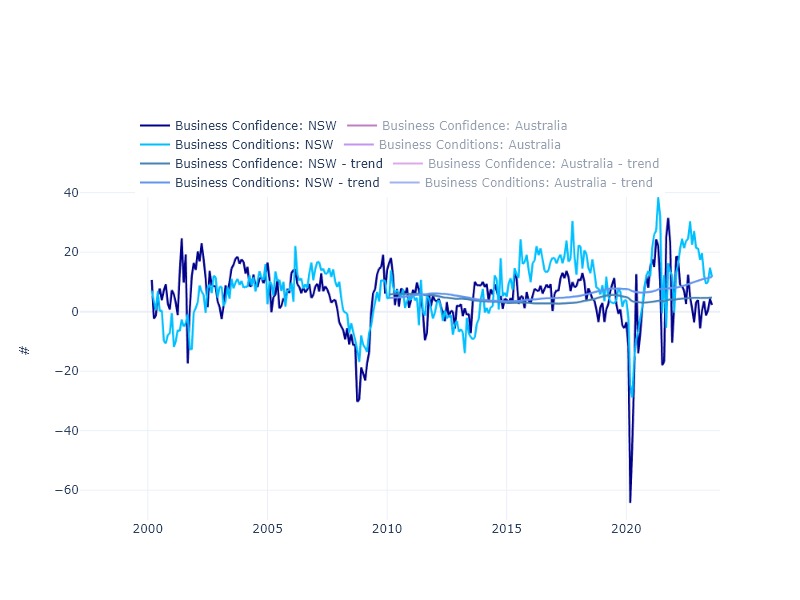 Business Confidence: NSW Business Confidence: Australia
Business Conditions: NSW Business Conditions: Australia
Business Confidence: NSW - trend Business Confidence: Australia - trend
Business Conditions: NSW - trend Business Conditions: Australia - trend
40
20
0
−20
−40
−60
#
2000 2005 2010 2015 2020